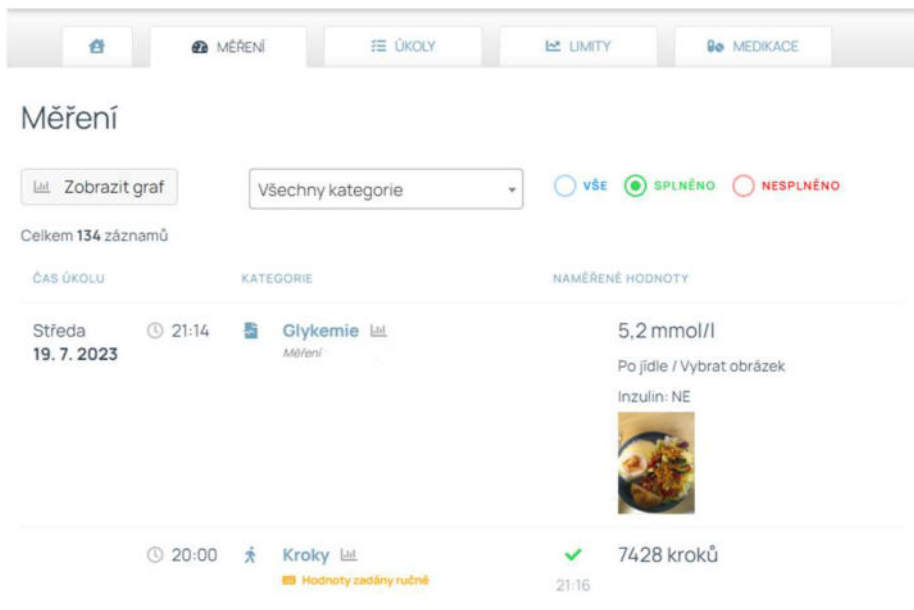 MĚŘENÍ
ÚKOLY
LIMITY
MEDIKACE
Měření
Zobrazit graf
Všechny kategorie
VŠE
SPLNĚNO
NESPLNĚNO
Celkem 134 záznamů
ČAS ÚKOLU
KATEGORIE
NAMĚŘENÉ HODNOTY
Středa
19. 7. 2023
21:14
Glykemie
Měření
5,2 mmol/l
Po jídle / Vybrat obrázek
Inzulin: NE
20:00
Kroky
Hodnoty zadány ručně
21:16
7428 kroků